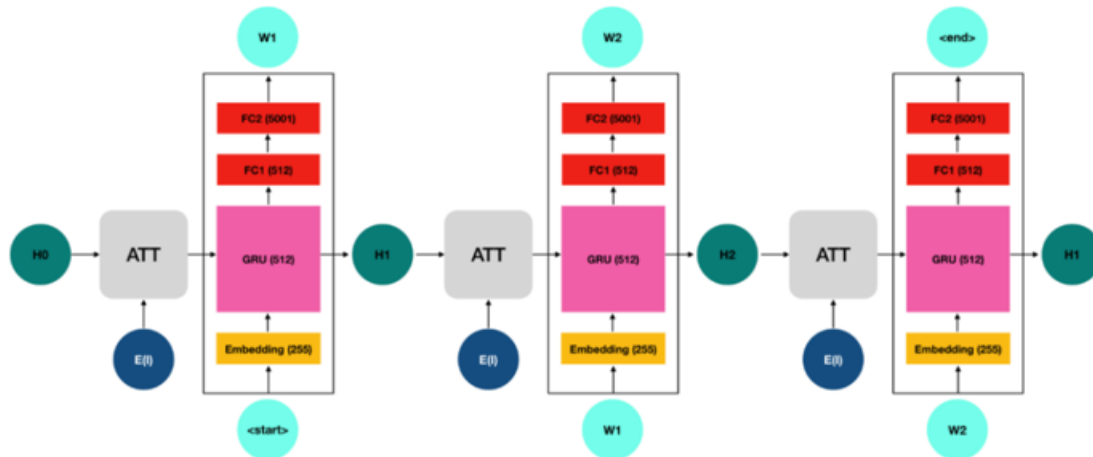 W1
W2
<end>
FC2 (5001)
FC2 (5001)
FC2 (5001)
FC1 (512)
FC1 (512)
FC1 (512)
H0
ATT
GRU (512)
H1
ATT
GRU (512)
H2
ATT
GRU (512)
H1
E(I)
Embedding (255)
E(I)
Embedding (255)
E(I)
Embedding (255)
<start>
W1
W2